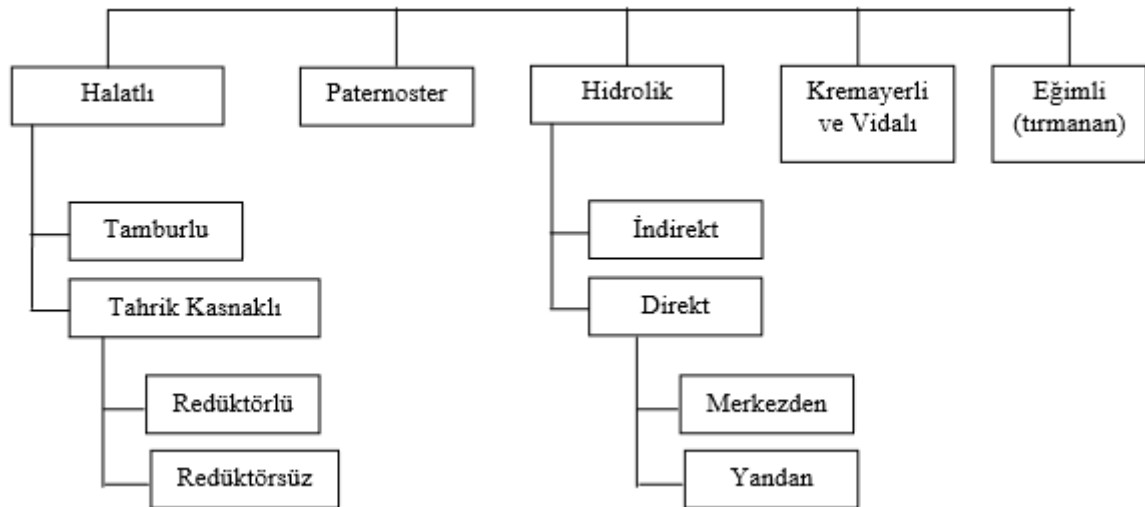 Halatlı
Paternoster
Hidrolik
Kremayerli
ve Vidalı
Eğimli
(tırmanan)
Tamburlu
İndirekt
Tahrik Kasnaklı
Direkt
Redüktörlü
Merkezden
Redüktörsüz
Yandan